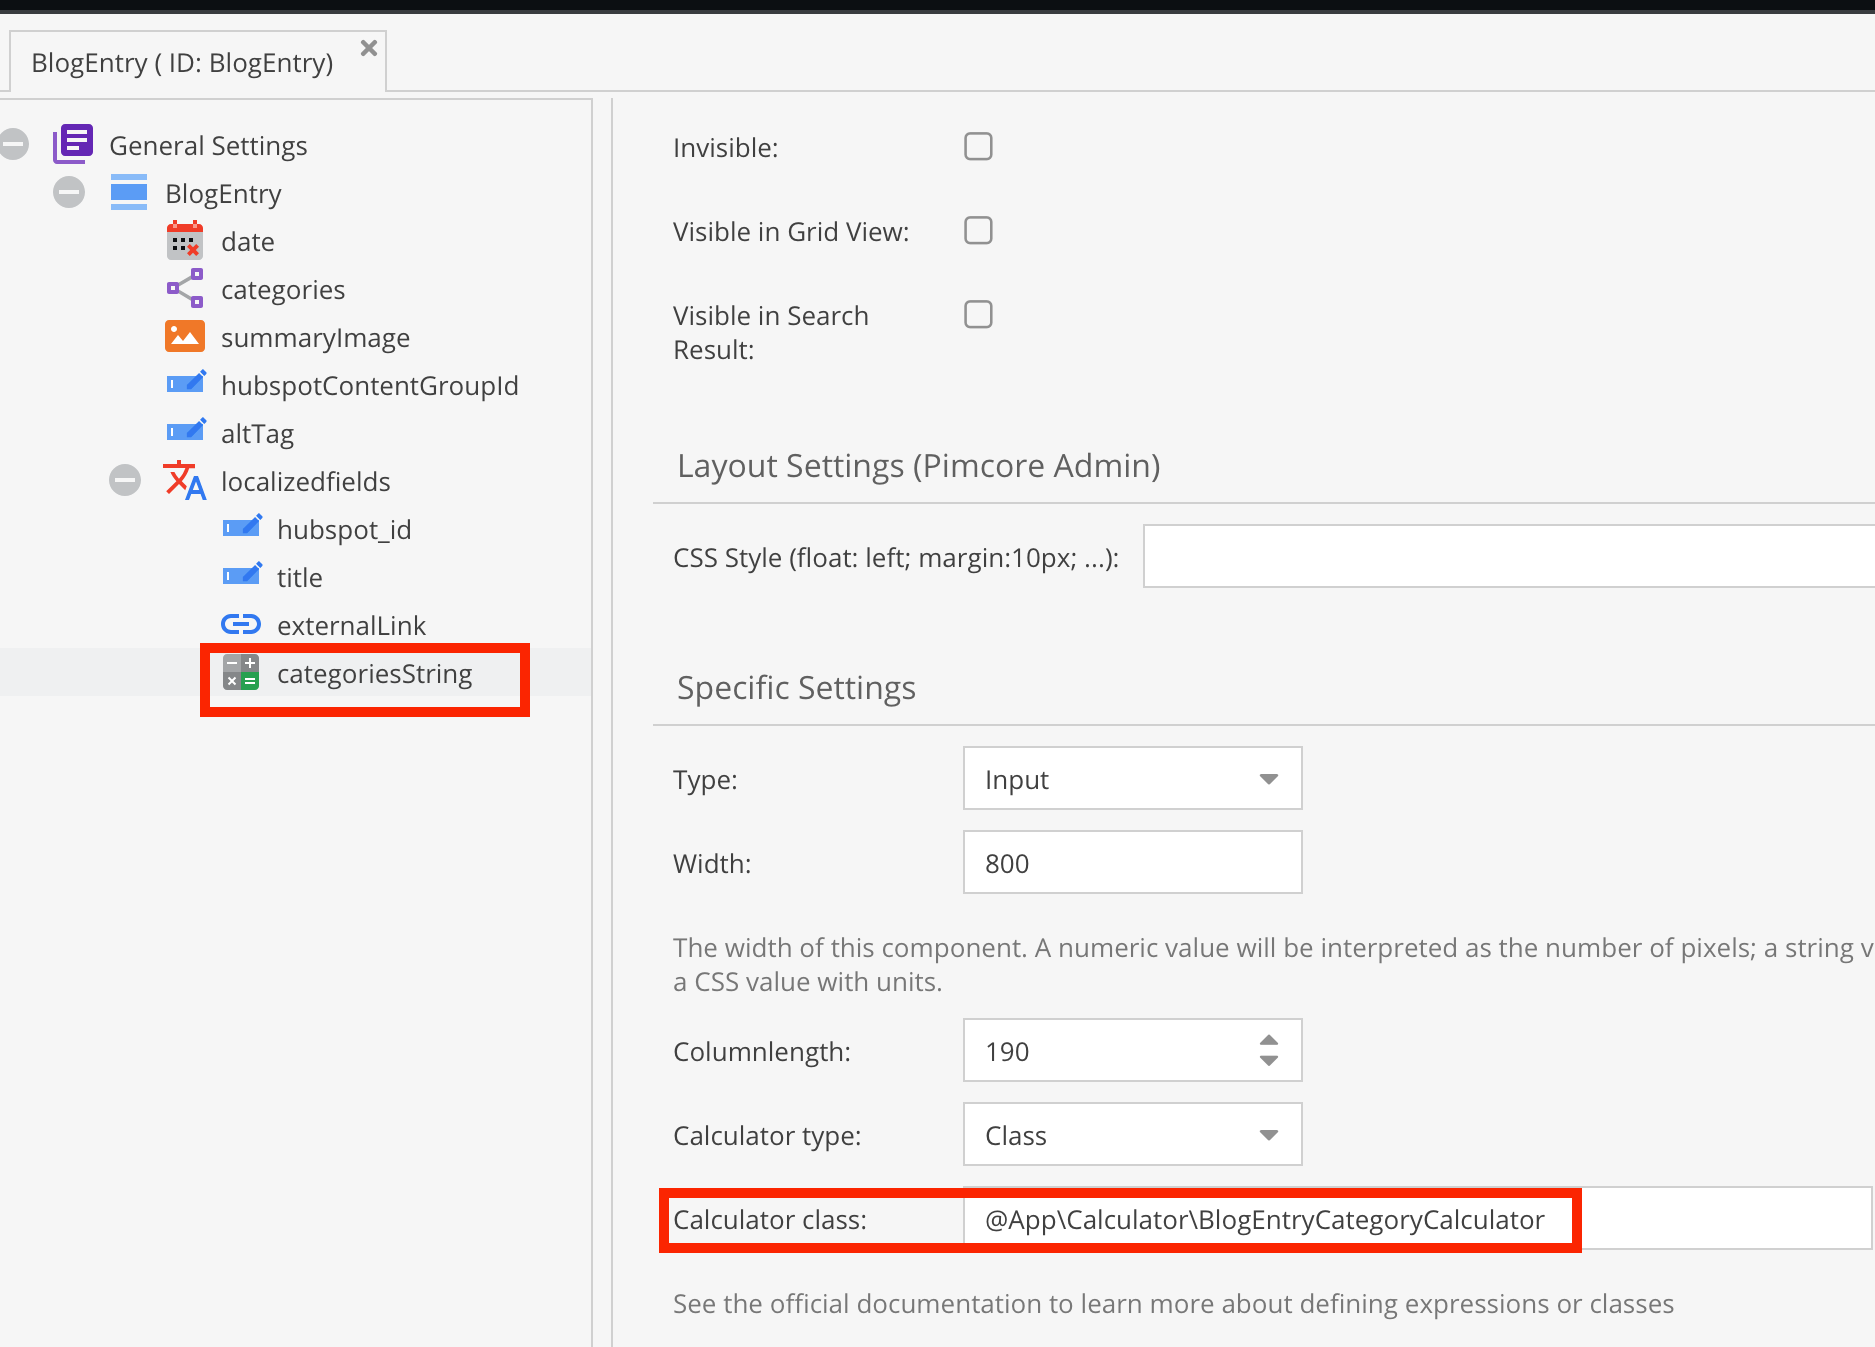 BlogEntry ( ID: BlogEntry)
General Settings
BlogEntry
date
categories
summaryImage
hubspotContentGroupId
altTag
localizedfields
hubspot_id
title
externalLink
categoriesString
Invisible:
Visible in Grid View:
Visible in Search
Result:
Layout Settings (Pimcore Admin)
CSS Style (float: left; margin:10px; ...):
Specific Settings
Type: Input
Width: 800
The width of this component. A numeric value will be interpreted as the number of pixels; a string
a CSS value with units.
Columnlength: 190
Calculator type: Class
Calculator class: @App\Calculator\BlogEntryCategoryCalculator
See the official documentation to learn more about defining expressions or classes